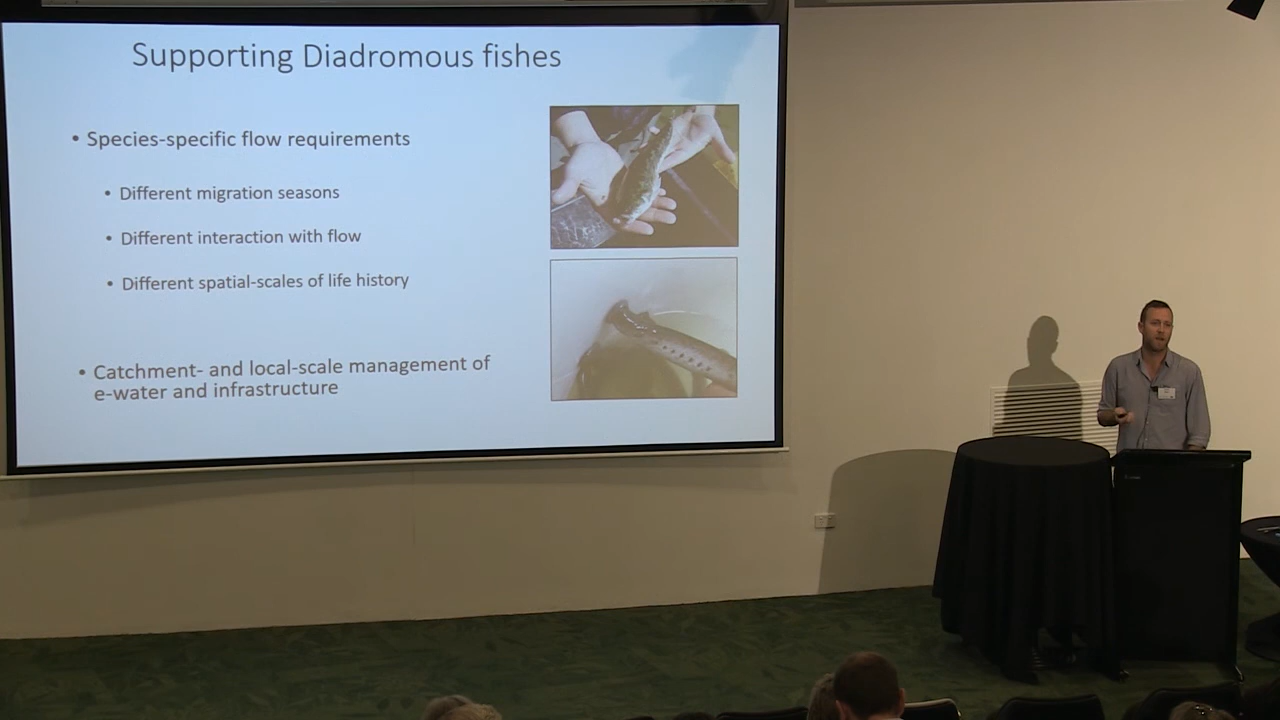 Supporting Diadromous fishes
• Species-specific flow requirements
• Different migration seasons
• Different interaction with flow
• Different spatial-scales of life history
• Catchment- and local-scale management of
e-water and infrastructure